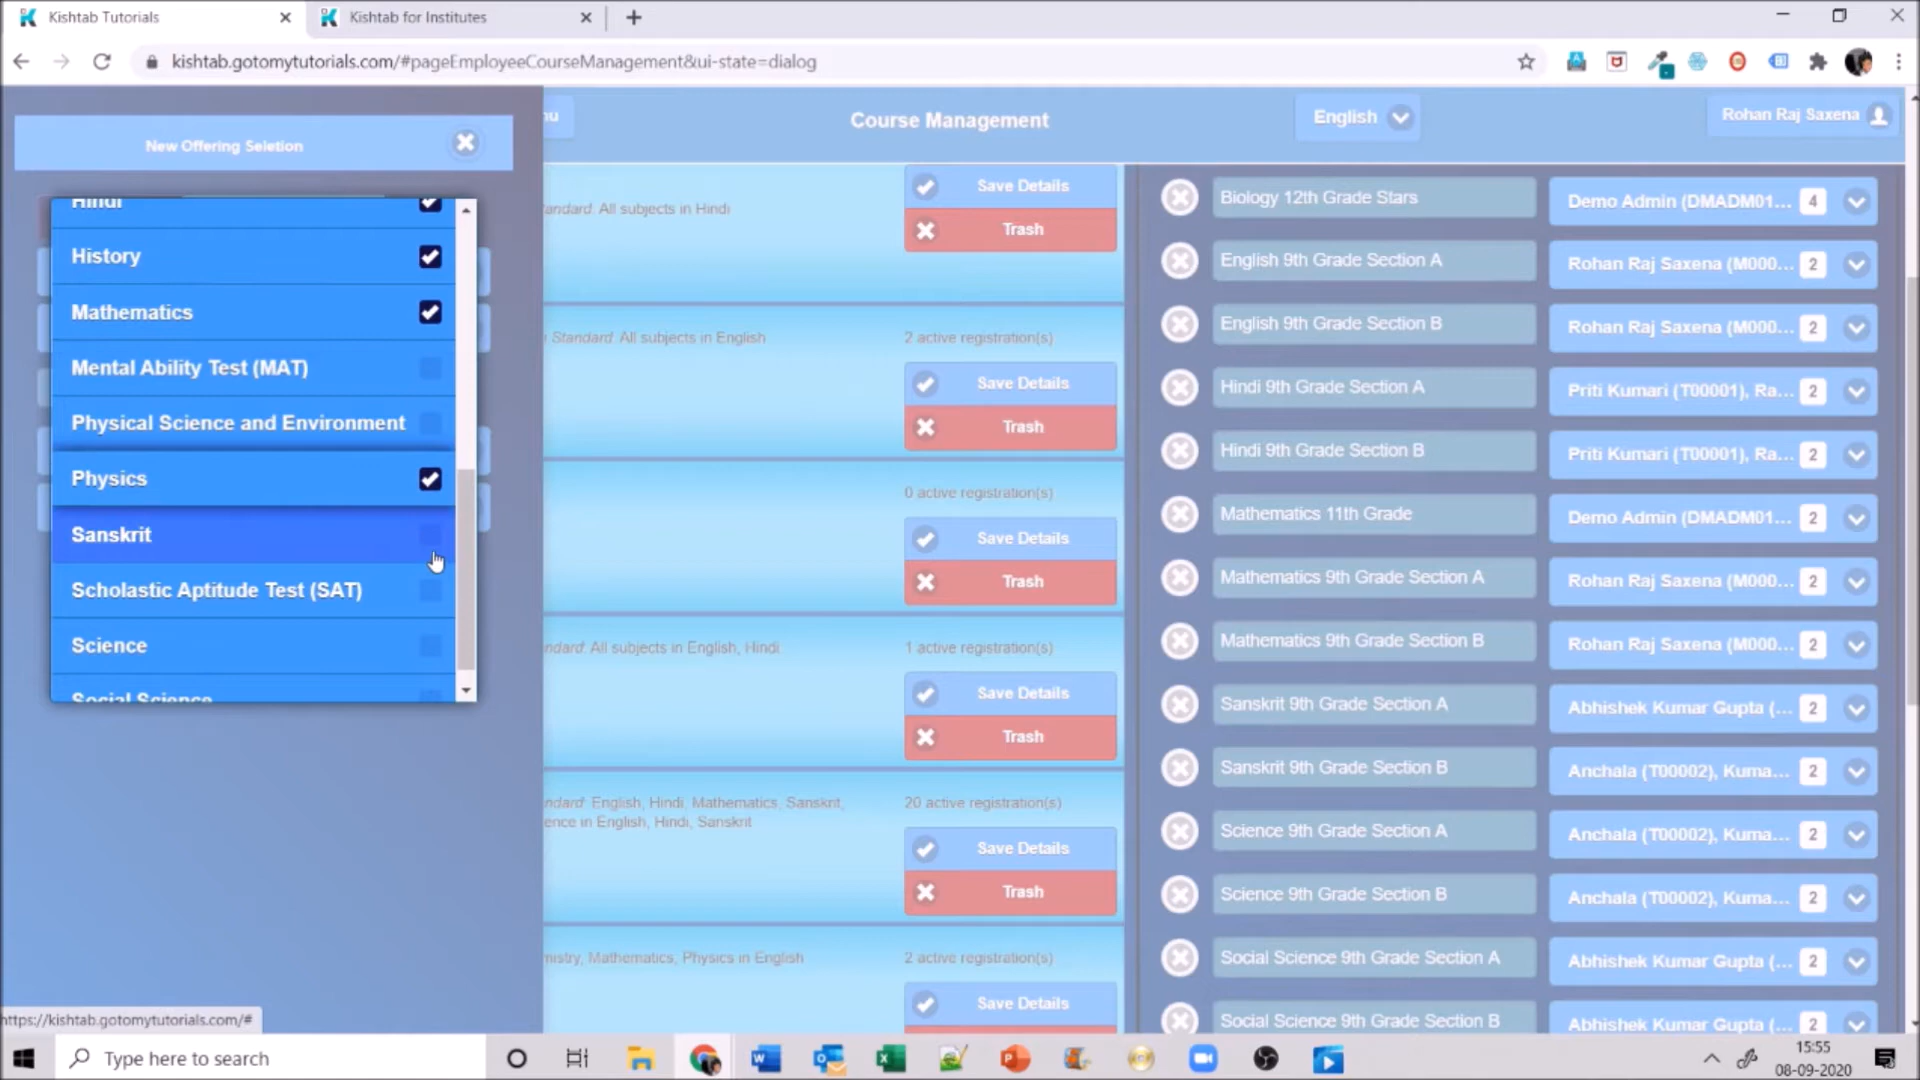 Kishtab Tutorials
Kishtab for Institutes
kishtab.gotomytutorials.com/#pageEmployeeCourseManagement&ui-state=dialog
New Offering Seletion
nu
Course Management
English
Rohan Raj Saxena
Hindi
History
Mathematics
Mental Ability Test (MAT)
Physical Science and Environment
Physics
Sanskrit
Scholastic Aptitude Test (SAT)
Science
Social Science
andard: All subjects in Hindi
Save Details
Trash
Standard: All subjects in English
2 active registration(s)
Save Details
Trash
0 active registration(s)
Save Details
Trash
ndard: All subjects in English, Hindi
1 active registration(s)
Save Details
Trash
ndard: English, Hindi, Mathematics, Sanskrit,
ence in English, Hindi, Sanskrit
20 active registration(s)
Save Details
Trash
mistry, Mathematics, Physics in English
2 active registration(s)
Save Details
Biology 12th Grade Stars
Demo Admin (DMADM01... 4
English 9th Grade Section A
Rohan Raj Saxena (M000... 2
English 9th Grade Section B
Rohan Raj Saxena (M000... 2
Hindi 9th Grade Section A
Priti Kumari (T00001), Ra... 2
Hindi 9th Grade Section B
Priti Kumari (T00001), Ra... 2
Mathematics 11th Grade
Demo Admin (DMADM01... 2
Mathematics 9th Grade Section A
Rohan Raj Saxena (M000... 2
Mathematics 9th Grade Section B
Rohan Raj Saxena (M000... 2
Sanskrit 9th Grade Section A
Abhishek Kumar Gupta (... 2
Sanskrit 9th Grade Section B
Anchala (T00002), Kuma... 2
Science 9th Grade Section A
Anchala (T00002), Kuma... 2
Science 9th Grade Section B
Anchala (T00002), Kuma... 2
Social Science 9th Grade Section A
Abhishek Kumar Gupta (... 2
Social Science 9th Grade Section B
Abhishek Kumar Gupta (... 2
https://kishtab.gotomytutorials.com/#
Type here to search
15:55
08-09-2020